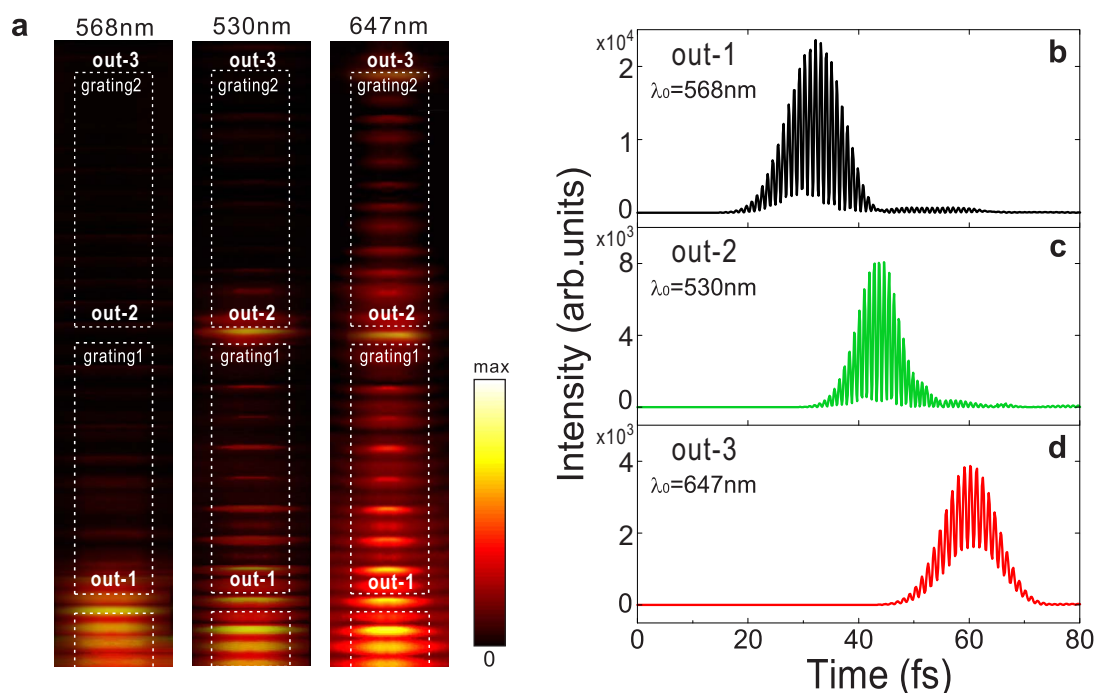 a
568nm 530nm 647nm
out-3 out-3 out-3
grating2 grating2 grating2
out-2 out-2 out-2
grating1 grating1 grating1
out-1 out-1 out-1
max
0
Intensity (arb.units)
x10⁴
2
1
0
out-1
λ₀=568nm
b
x10³
8
4
0
out-2
λ₀=530nm
c
x10³
4
2
0
out-3
λ₀=647nm
d
0 20 40 60 80
Time (fs)